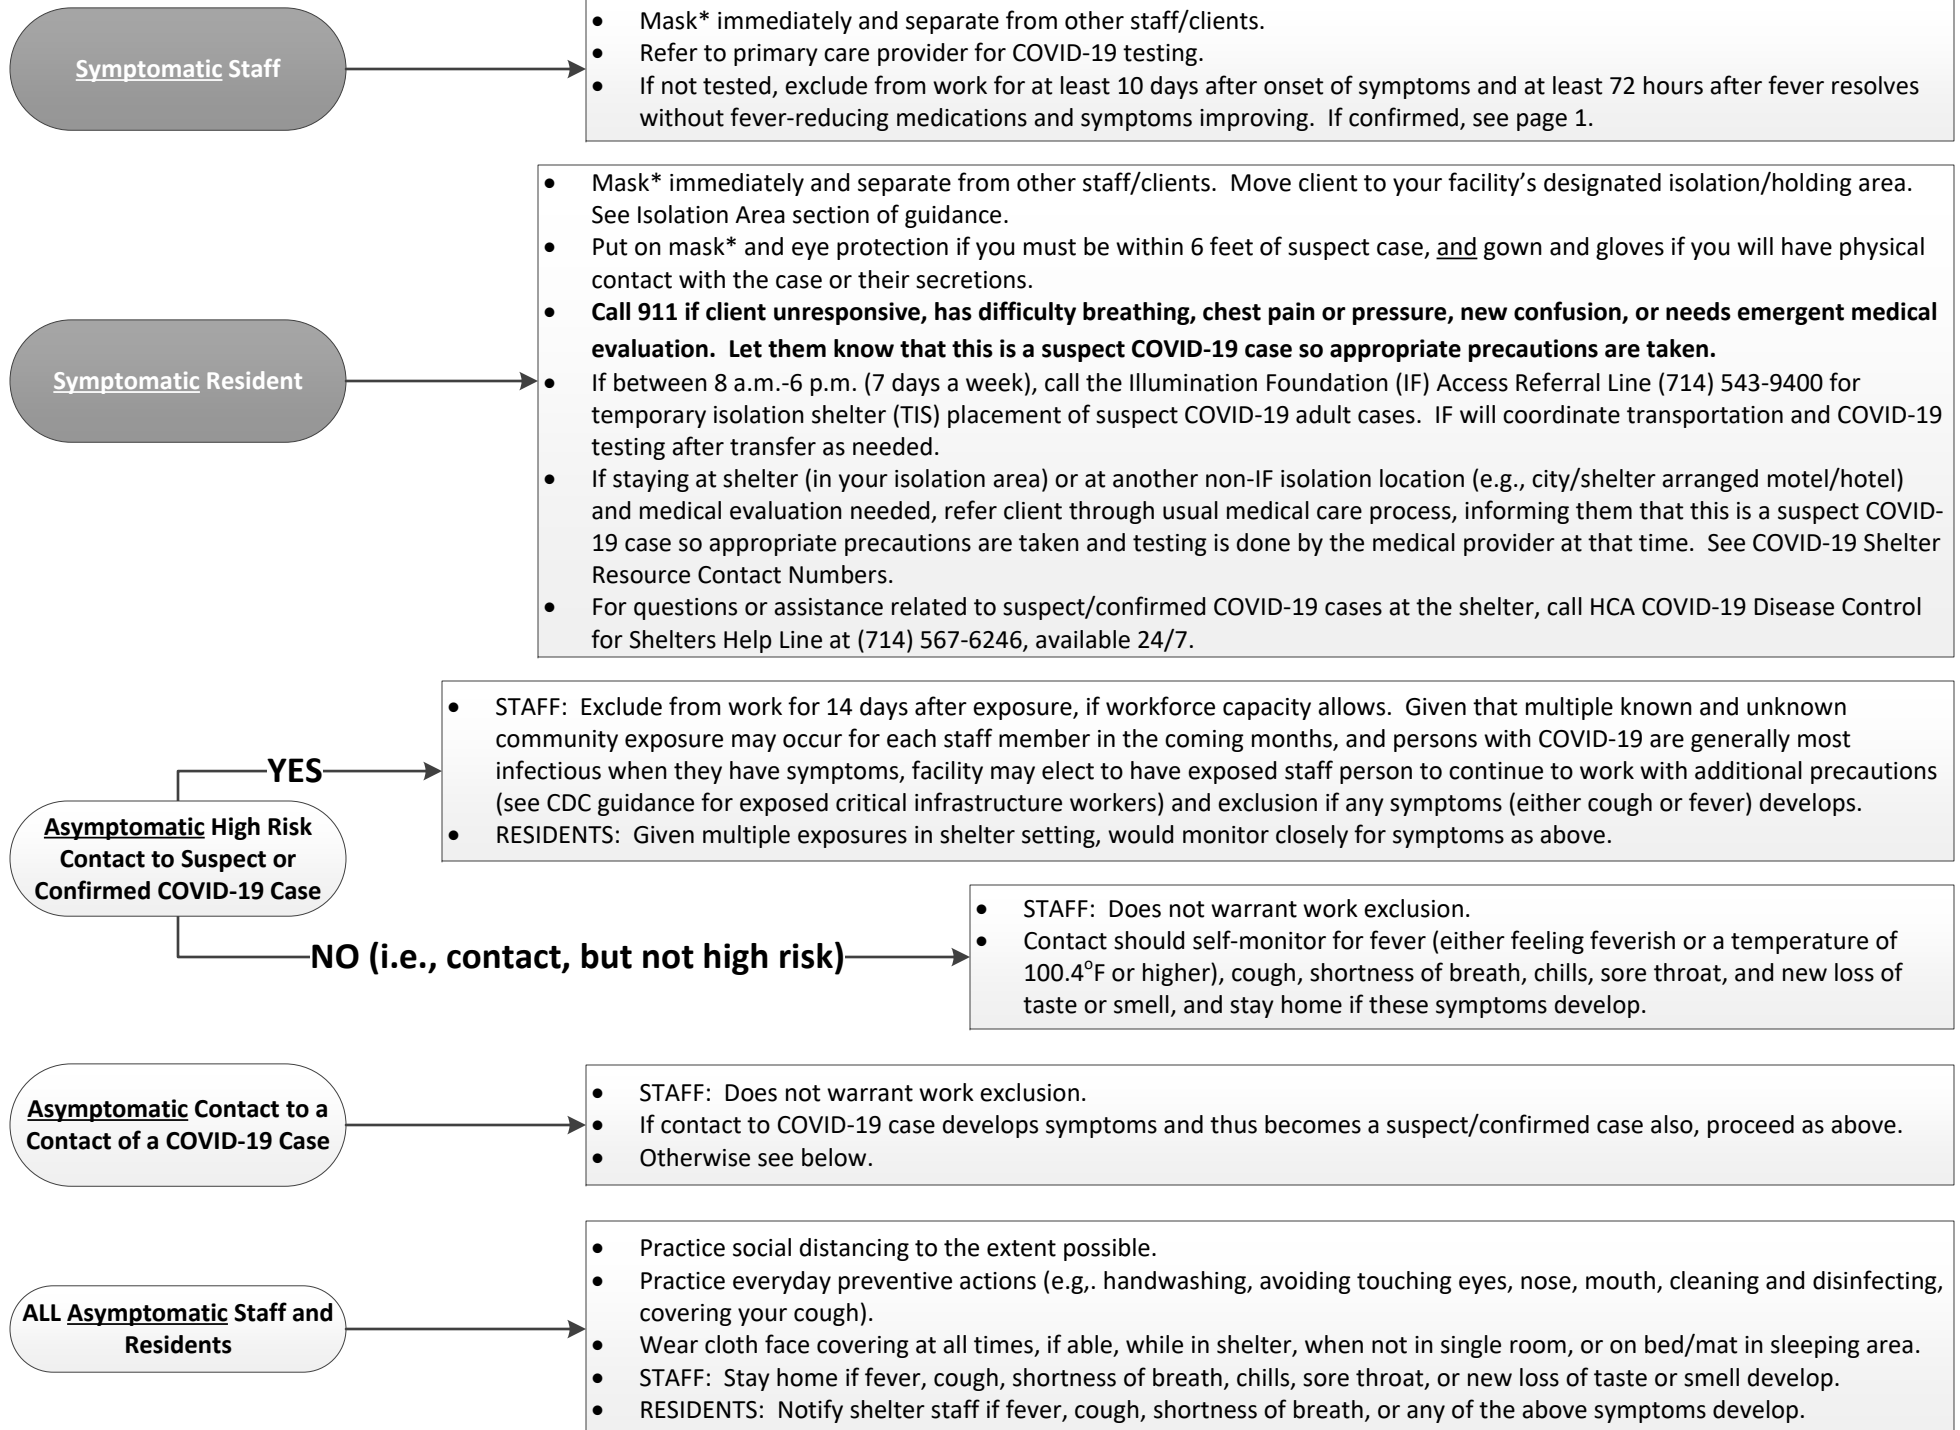 Symptomatic Staff
• Mask* immediately and separate from other staff/clients.
• Refer to primary care provider for COVID-19 testing.
• If not tested, exclude from work for at least 10 days after onset of symptoms and at least 72 hours after fever resolves
without fever-reducing medications and symptoms improving.  If confirmed, see page 1.
Symptomatic Resident
• Mask* immediately and separate from other staff/clients.  Move client to your facility’s designated isolation/holding area.
See Isolation Area section of guidance.
• Put on mask* and eye protection if you must be within 6 feet of suspect case, and gown and gloves if you will have physical
contact with the case or their secretions.
• Call 911 if client unresponsive, has difficulty breathing, chest pain or pressure, new confusion, or needs emergent medical
evaluation.  Let them know that this is a suspect COVID-19 case so appropriate precautions are taken.
• If between 8 a.m.-6 p.m. (7 days a week), call the Illumination Foundation (IF) Access Referral Line (714) 543-9400 for
temporary isolation shelter (TIS) placement of suspect COVID-19 adult cases.  IF will coordinate transportation and COVID-19
testing after transfer as needed.
• If staying at shelter (in your isolation area) or at another non-IF isolation location (e.g., city/shelter arranged motel/hotel)
and medical evaluation needed, refer client through usual medical care process, informing them that this is a suspect COVID-
19 case so appropriate precautions are taken and testing is done by the medical provider at that time.  See COVID-19 Shelter
Resource Contact Numbers.
• For questions or assistance related to suspect/confirmed COVID-19 cases at the shelter, call HCA COVID-19 Disease Control
for Shelters Help Line at (714) 567-6246, available 24/7.
Asymptomatic High Risk
Contact to Suspect or
Confirmed COVID-19 Case
YES
• STAFF:  Exclude from work for 14 days after exposure, if workforce capacity allows.  Given that multiple known and unknown
community exposure may occur for each staff member in the coming months, and persons with COVID-19 are generally most
infectious when they have symptoms, facility may elect to have exposed staff person to continue to work with additional precautions
(see CDC guidance for exposed critical infrastructure workers) and exclusion if any symptoms (either cough or fever) develops.
• RESIDENTS:  Given multiple exposures in shelter setting, would monitor closely for symptoms as above.
NO (i.e., contact, but not high risk)
• STAFF:  Does not warrant work exclusion.
• Contact should self-monitor for fever (either feeling feverish or a temperature of
100.4°F or higher), cough, shortness of breath, chills, sore throat, and new loss of
taste or smell, and stay home if these symptoms develop.
Asymptomatic Contact to a
Contact of a COVID-19 Case
• STAFF:  Does not warrant work exclusion.
• If contact to COVID-19 case develops symptoms and thus becomes a suspect/confirmed case also, proceed as above.
• Otherwise see below.
ALL Asymptomatic Staff and
Residents
• Practice social distancing to the extent possible.
• Practice everyday preventive actions (e.g,. handwashing, avoiding touching eyes, nose, mouth, cleaning and disinfecting,
covering your cough).
• Wear cloth face covering at all times, if able, while in shelter, when not in single room, or on bed/mat in sleeping area.
• STAFF:  Stay home if fever, cough, shortness of breath, chills, sore throat, or new loss of taste or smell develop.
• RESIDENTS:  Notify shelter staff if fever, cough, shortness of breath, or any of the above symptoms develop.